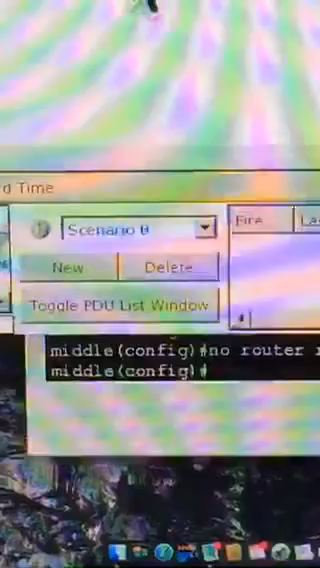 d Time
Scenario 0
Fire
La
New
Delete
Toggle PDU List Window
middle(config)#no router r
middle(config)#